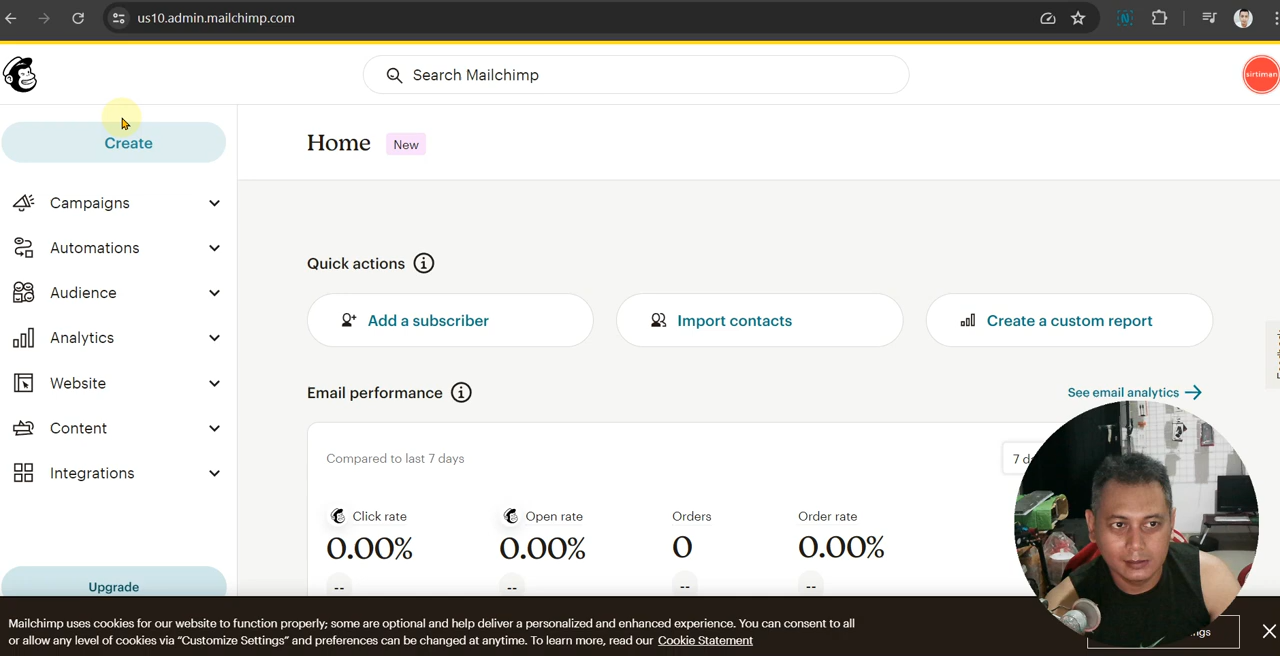 us10.admin.mailchimp.com
Search Mailchimp
sirtiman
Create
Home
New
Campaigns
Automations
Audience
Analytics
Website
Content
Integrations
Upgrade
Quick actions
Add a subscriber
Import contacts
Create a custom report
Email performance
See email analytics
Compared to last 7 days
7
Click rate
Open rate
Orders
Order rate
0.00%
0.00%
0
0.00%
--
--
--
--
Mailchimp uses cookies for our website to function properly; some are optional and help deliver a personalized and enhanced experience. You can consent to all
or allow any level of cookies via “Customize Settings” and preferences can be changed at anytime. To learn more, read our Cookie Statement